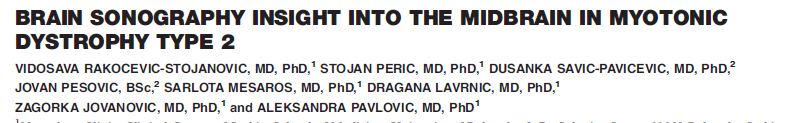 BRAIN SONOGRAPHY INSIGHT INTO THE MIDBRAIN IN MYOTONIC
DYSTROPHY TYPE 2
VIDOSAVA RAKOCEVIC-STOJANOVIC, MD, PhD,¹ STOJAN PERIC, MD, PhD,¹ DUSANKA SAVIC-PAVICEVIC, MD, PhD,²
JOVAN PESOVIC, BSc,² SARLOTA MESAROS, MD, PhD,¹ DRAGANA LAVRNIC, MD, PhD,¹
ZAGORKA JOVANOVIC, MD, PhD,¹ and ALEKSANDRA PAVLOVIC, MD, PhD¹